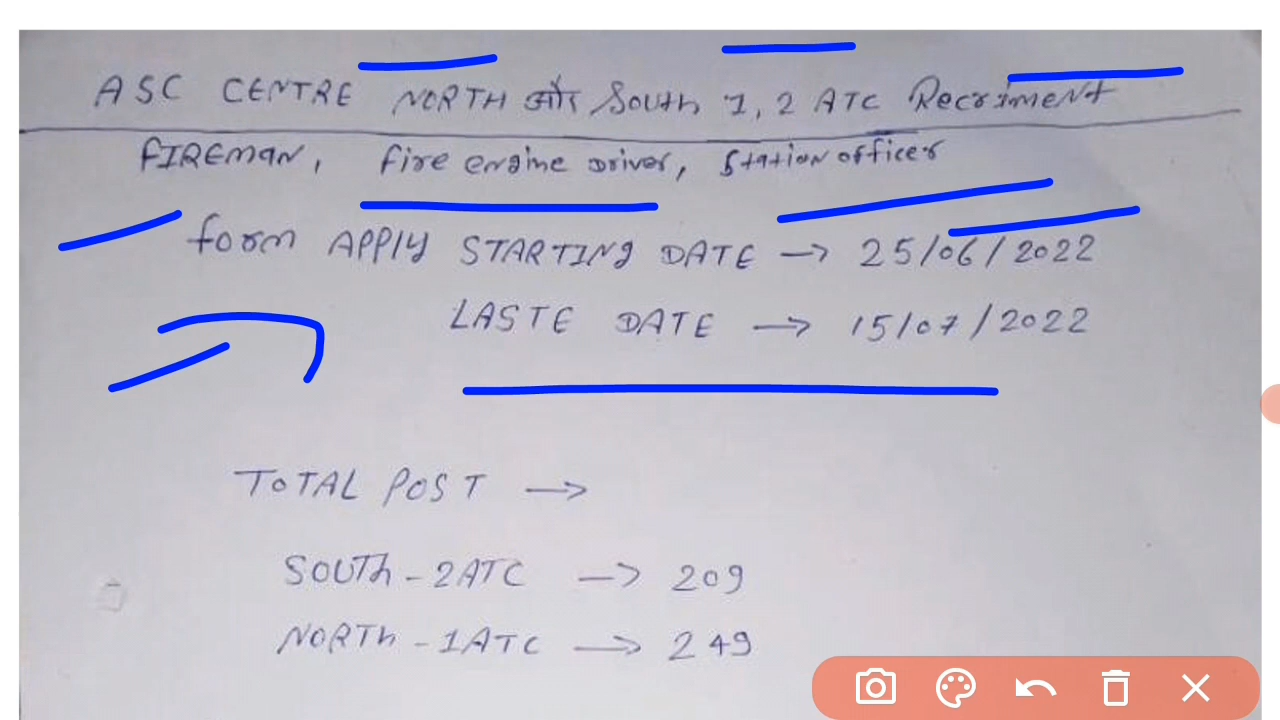 ASC CENTRE NORTH और South 1, 2 ATC Recriment
FIREMAN, fire engine Driver, Station officer
form APPLY STARTING DATE → 25/06/2022
LASTE DATE → 15/07/2022
TOTAL POST →
SOUTH - 2ATC → 209
NORTH - 1ATC → 249